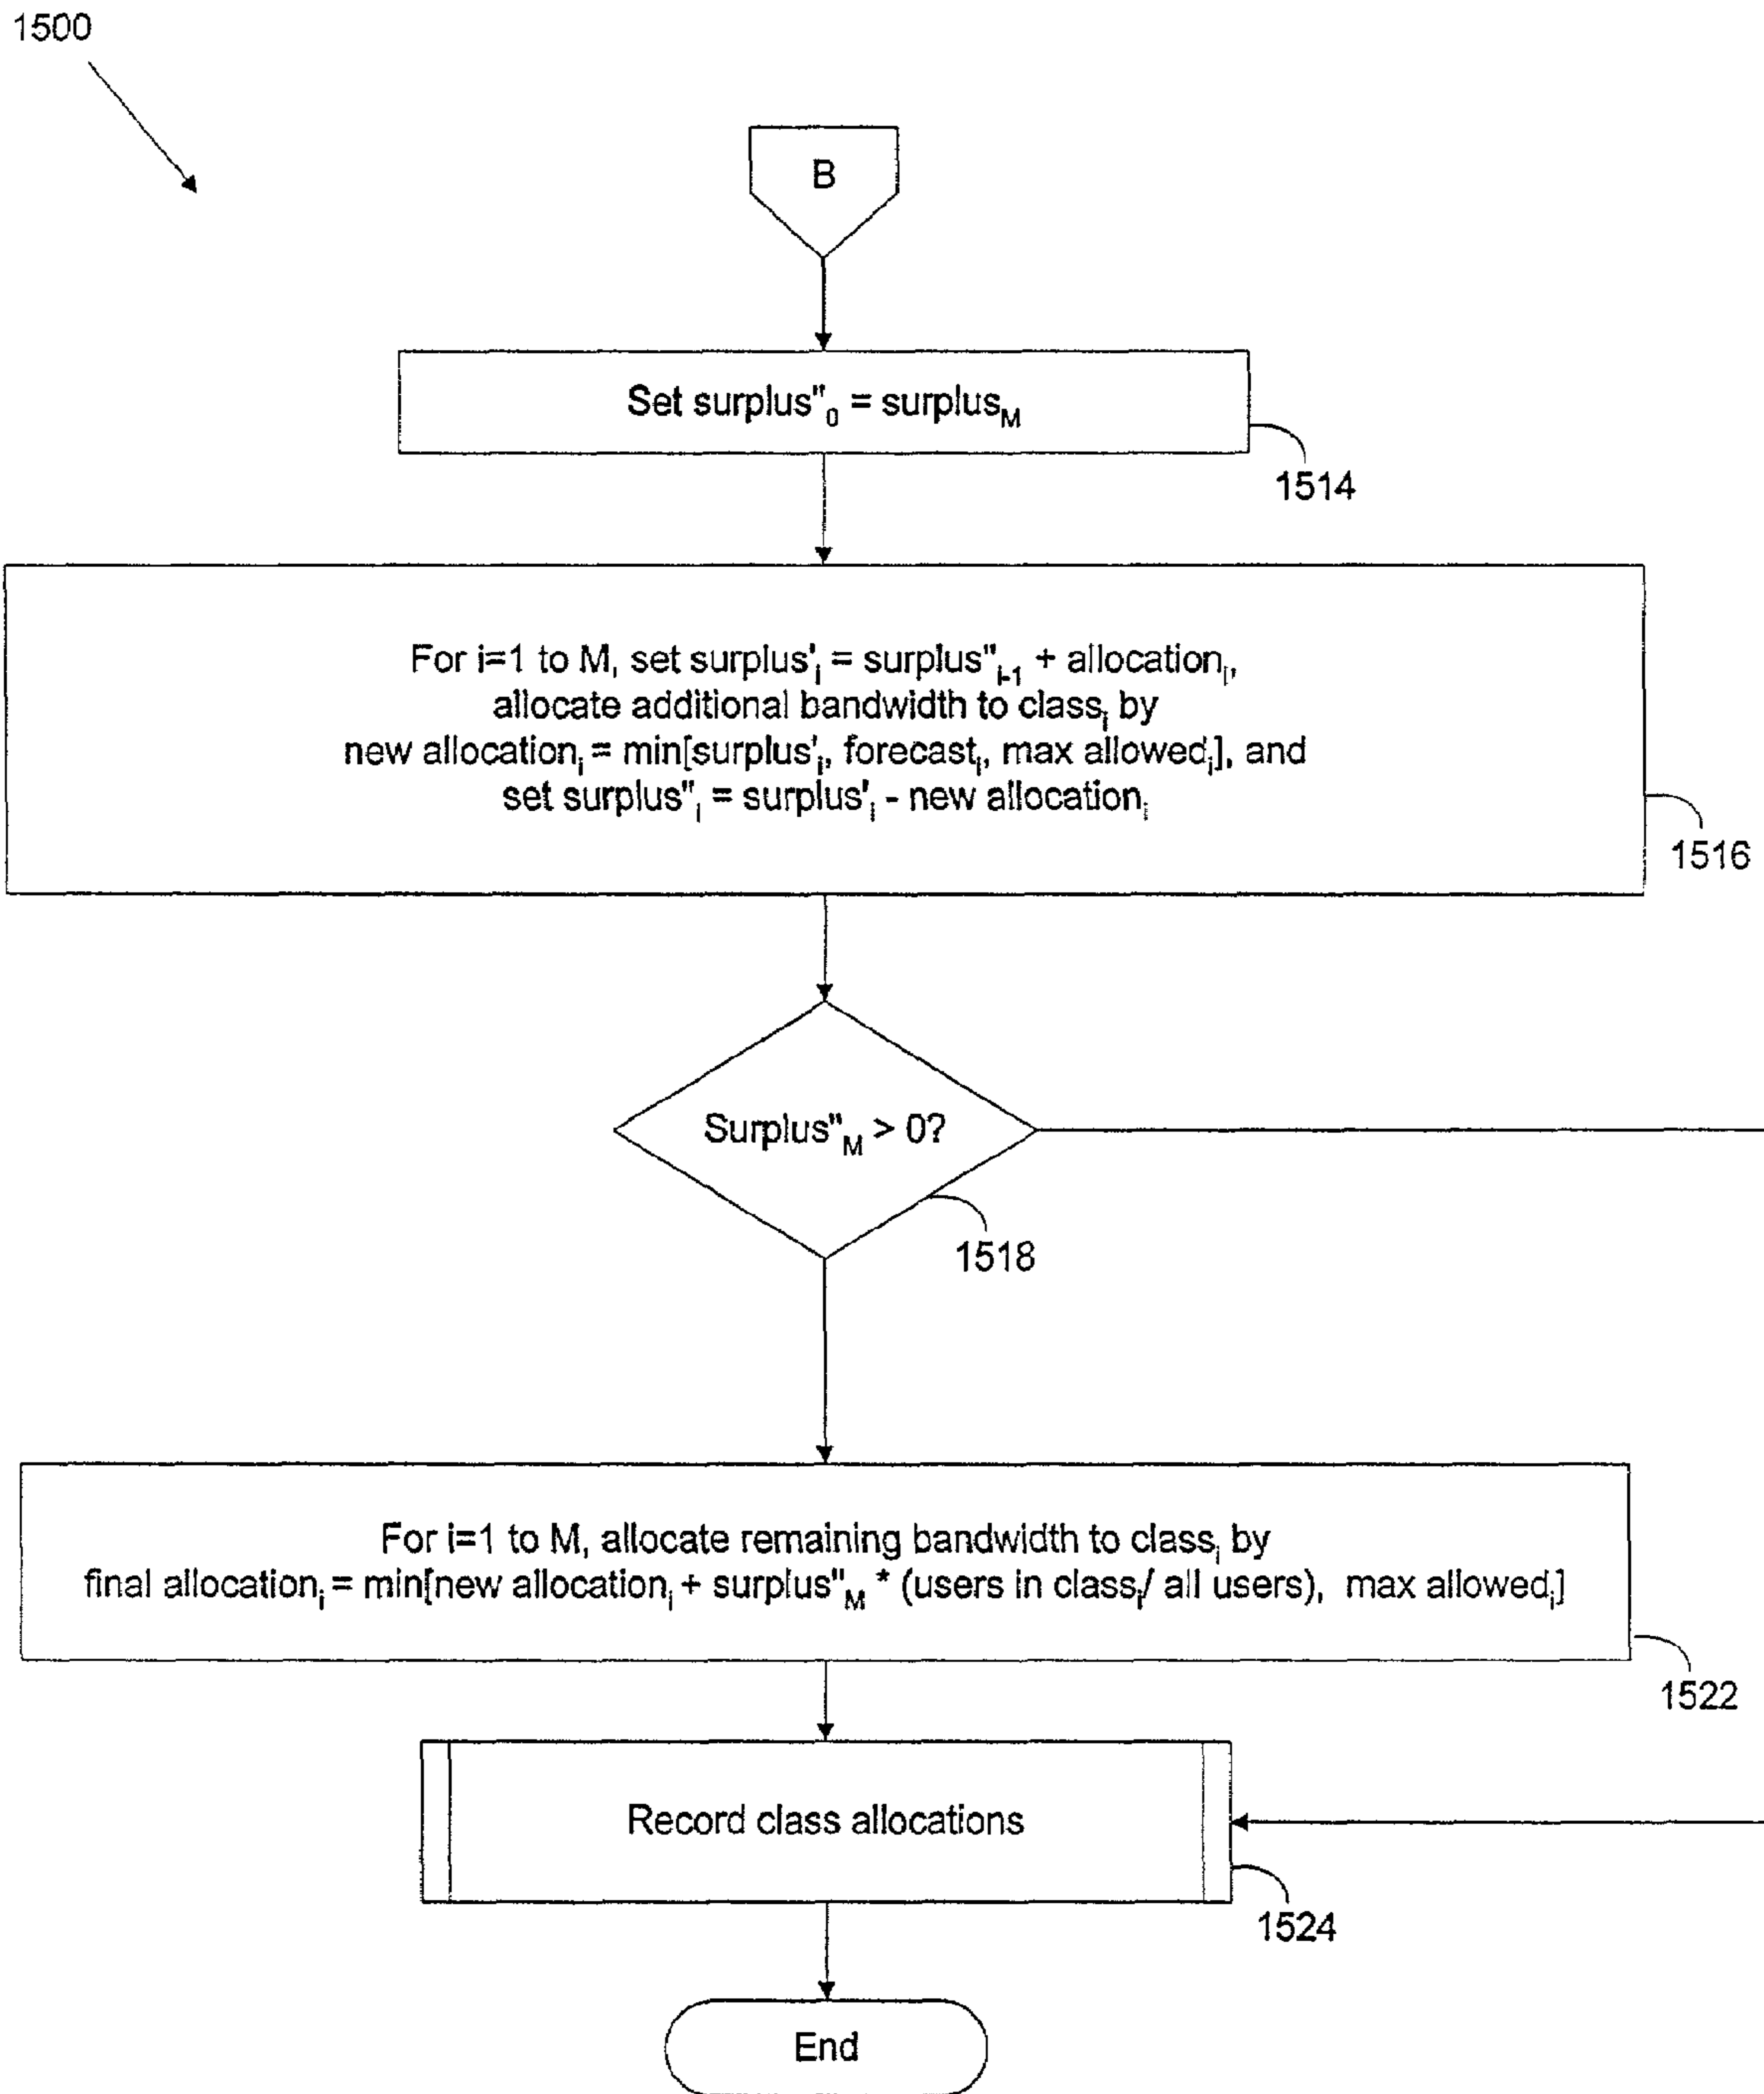 1500
B
Set surplus"0 = surplusM
1514
For i=1 to M, set surplus'i = surplus"i-1 + allocationi,
allocate additional bandwidth to classi by
new allocationi = min[surplus'i, forecasti, max allowedi], and
set surplus"i = surplus'i - new allocationi
1516
Surplus"M > 0?
1518
For i=1 to M, allocate remaining bandwidth to classi by
final allocationi = min[new allocationi + surplus"M * (users in classi/ all users), max allowedi]
1522
Record class allocations
1524
End